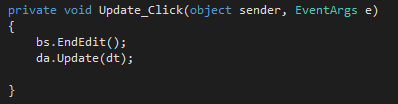 private void Update_Click(object sender, EventArgs e)
{
bs.EndEdit();
da.Update(dt);
}